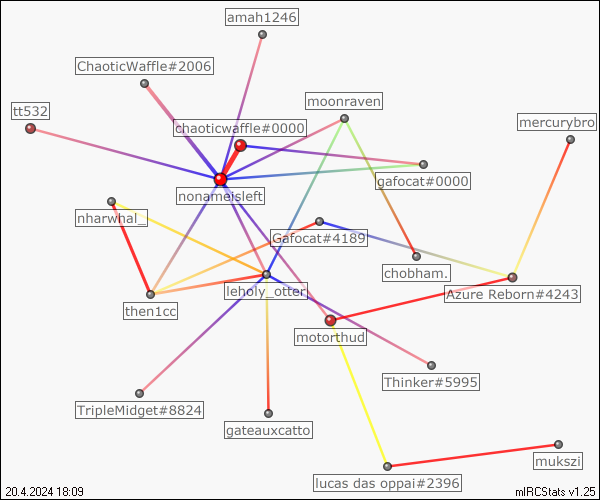 amah1246
ChaoticWaffle#2006
moonraven
tt532
mercurybro
chaoticwaffle#0000
gafocat#0000
nonameisleft
nharwhal_
Gafocat#4189
chobham.
leholy_otter
Azure Reborn#4243
then1cc
motorthud
Thinker#5995
TripleMidget#8824
gateauxcatto
mukszi
lucas das oppai#2396
20.4.2024 18:09
mIRCStats v1.25